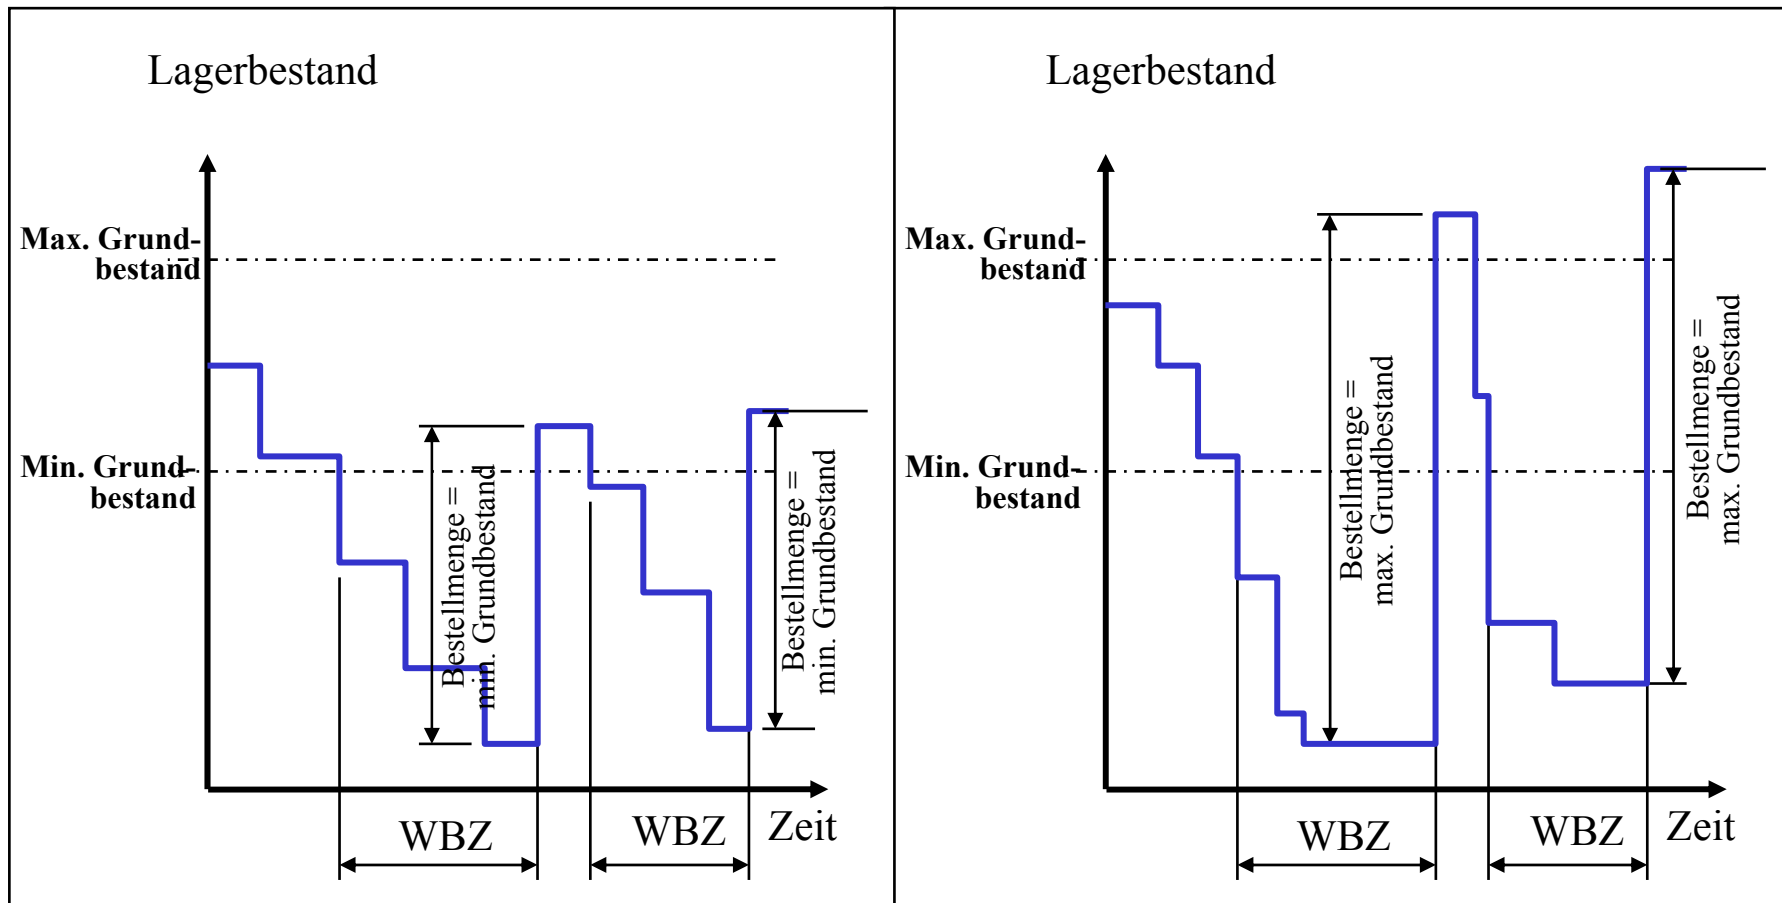 Lagerbestand
Max. Grund-
bestand
Min. Grund-
bestand
Bestellmenge =
min. Grundbestand
Bestellmenge =
min. Grundbestand
WBZ
WBZ
Zeit
Lagerbestand
Max. Grund-
bestand
Min. Grund-
bestand
Bestellmenge =
max. Grundbestand
Bestellmenge =
max. Grundbestand
WBZ
WBZ
Zeit